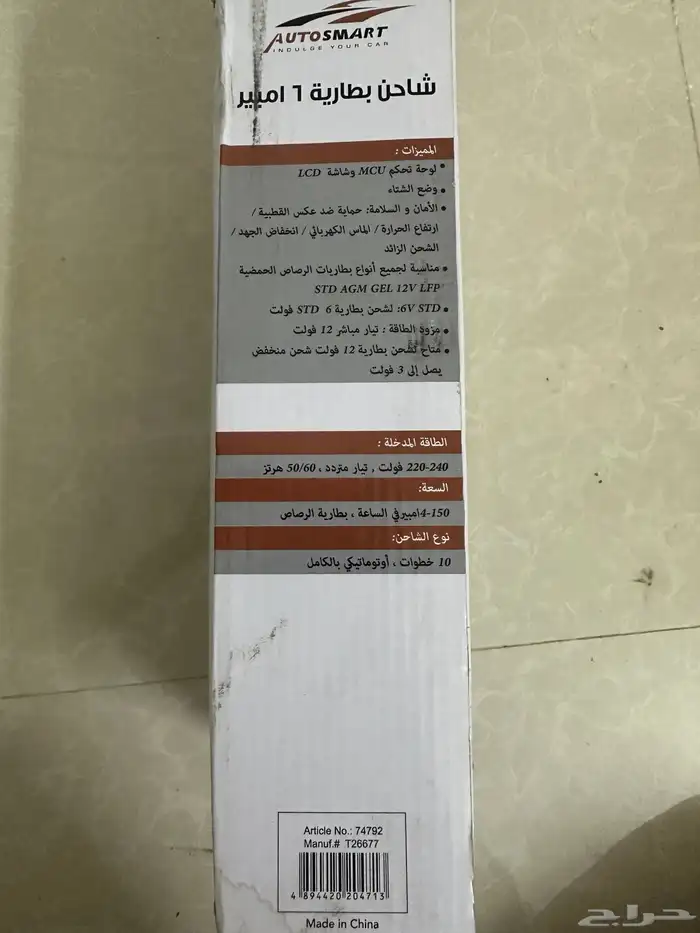 AUTOSMART
INDULGE YOUR CAR
شاحن بطارية ٦ امبير
المميزات :
• لوحة تحكم MCU وشاشة LCD
• وضع الشتاء
• الأمان و السلامة: حماية ضد عكس القطبية /
ارتفاع الحرارة / الماس الكهربائي / انخفاض الجهد /
الشحن الزائد
• مناسبة لجميع أنواع بطاريات الرصاص الحمضية
STD AGM GEL 12V LFP
• 6V STD: لشحن بطارية 6 STD فولت
• مزود الطاقة : تيار مباشر 12 فولت
• متاح لشحن بطارية 12 فولت شحن منخفض
يصل إلى 3 فولت
الطاقة المدخلة :
220-240 فولت , تيار متردد ، 50/60 هرتز
السعة:
4-150امبير في الساعة ، بطارية الرصاص
نوع الشاحن:
10 خطوات ، أوتوماتيكي بالكامل
Article No.: 74792
Manuf.# T26677
4 894420 204713
Made in China
حراج